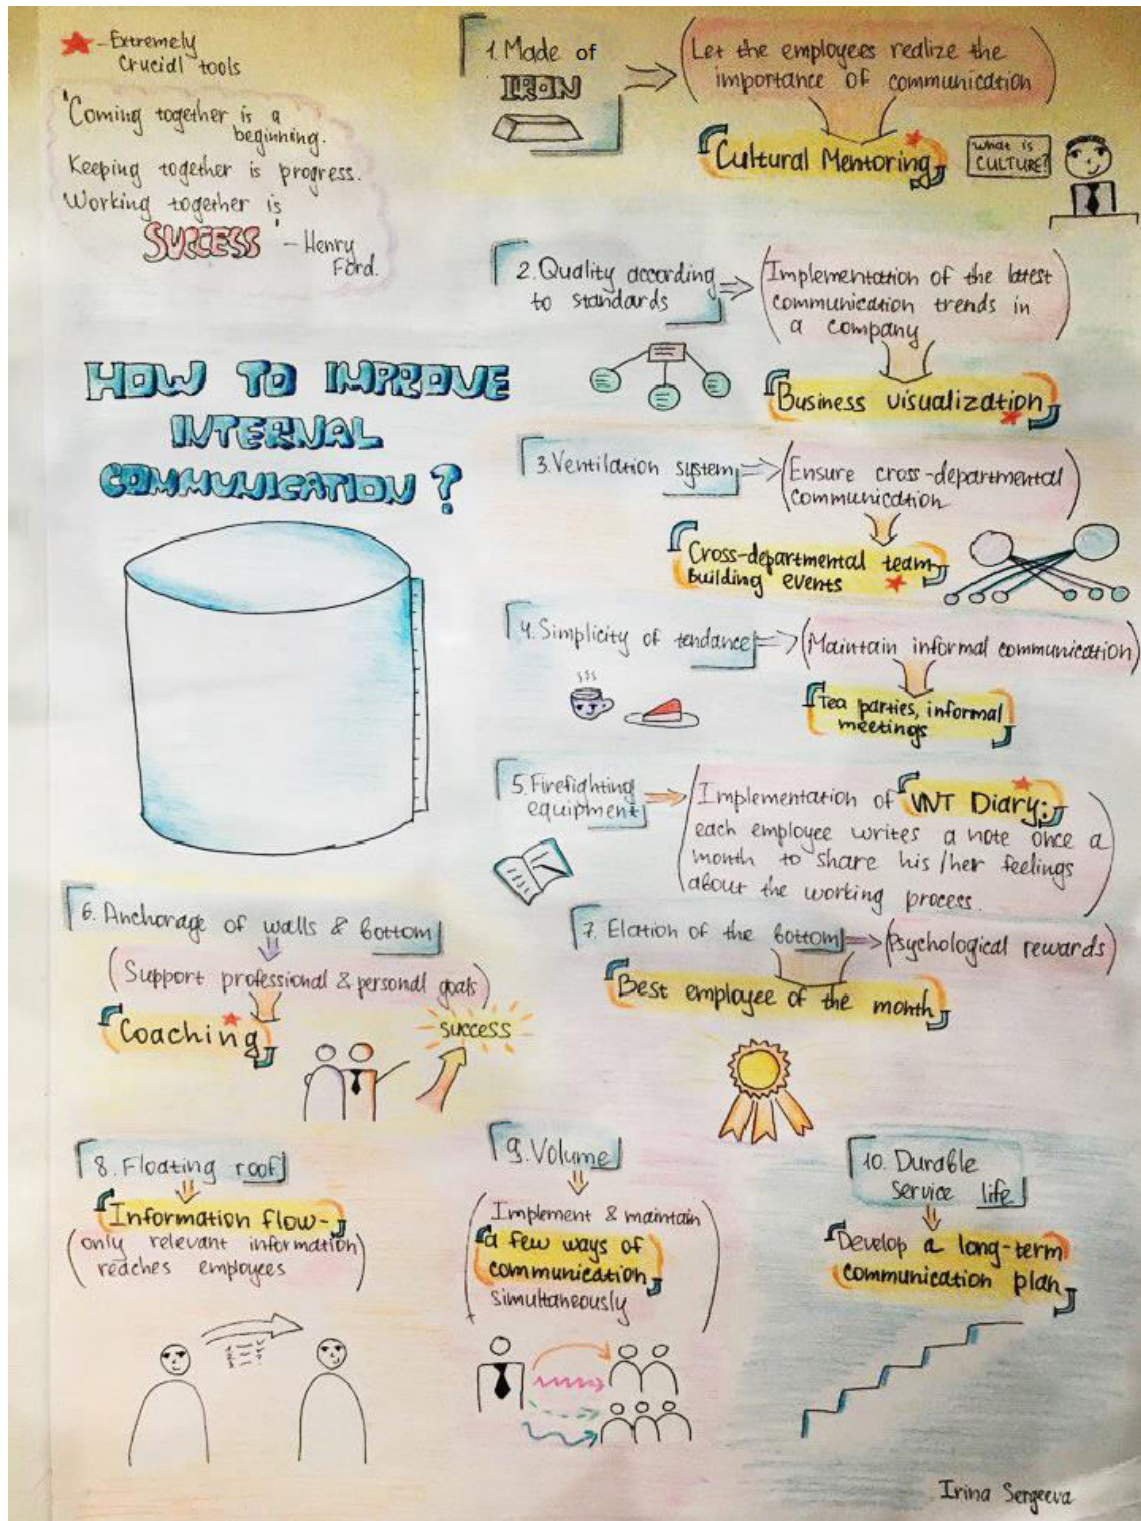 - Extremely
crucial tools
"Coming together is a
beginning.
Keeping together is progress.
Working together is
SUCCESS" - Henry
Ford.
HOW TO IMPROVE
INTERNAL
COMMUNICATION?
1. Made of
IRON
Let the employees realize the
importance of communication
Cultural Mentoring
What is
CULTURE?
2. Quality according
to standards
Implementation of the latest
communication trends in
a company
Business visualization
3. Ventilation system
Ensure cross-departmental
communication
Cross-departmental team
building events
4. Simplicity of tendance
(Maintain informal communication)
Tea parties, informal
meetings
5. Firefighting
equipment
Implementation of VNT Diary:
each employee writes a note once a
month to share his/her feelings
about the working process.
6. Anchorage of walls & bottom
(Support professional & personal goals)
Coaching
SUCCESS
7. Elation of the bottom
(Psychological rewards)
Best employee of the month
8. Floating roof
Information flow -
(only relevant information
reaches employees)
9. Volume
(Implement & maintain
a few ways of
communication
simultaneously)
10. Durable
service life
Develop a long-term
communication plan
Irina Sergeeva